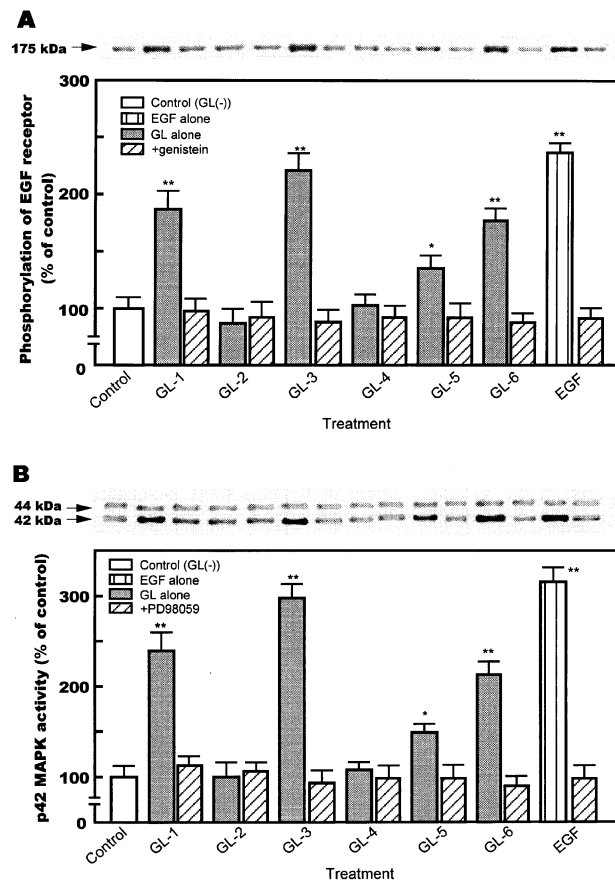 A
175 kDa
300
200
100
0
Phosphorylation of EGF receptor
(% of control)
Control (GL(-))
EGF alone
GL alone
+genistein
**
**
*
**
**
Control
GL-1
GL-2
GL-3
GL-4
GL-5
GL-6
EGF
Treatment
B
44 kDa
42 kDa
300
200
100
0
p42 MAPK activity (% of control)
Control (GL(-))
EGF alone
GL alone
+PD98059
**
**
*
**
**
Control
GL-1
GL-2
GL-3
GL-4
GL-5
GL-6
EGF
Treatment